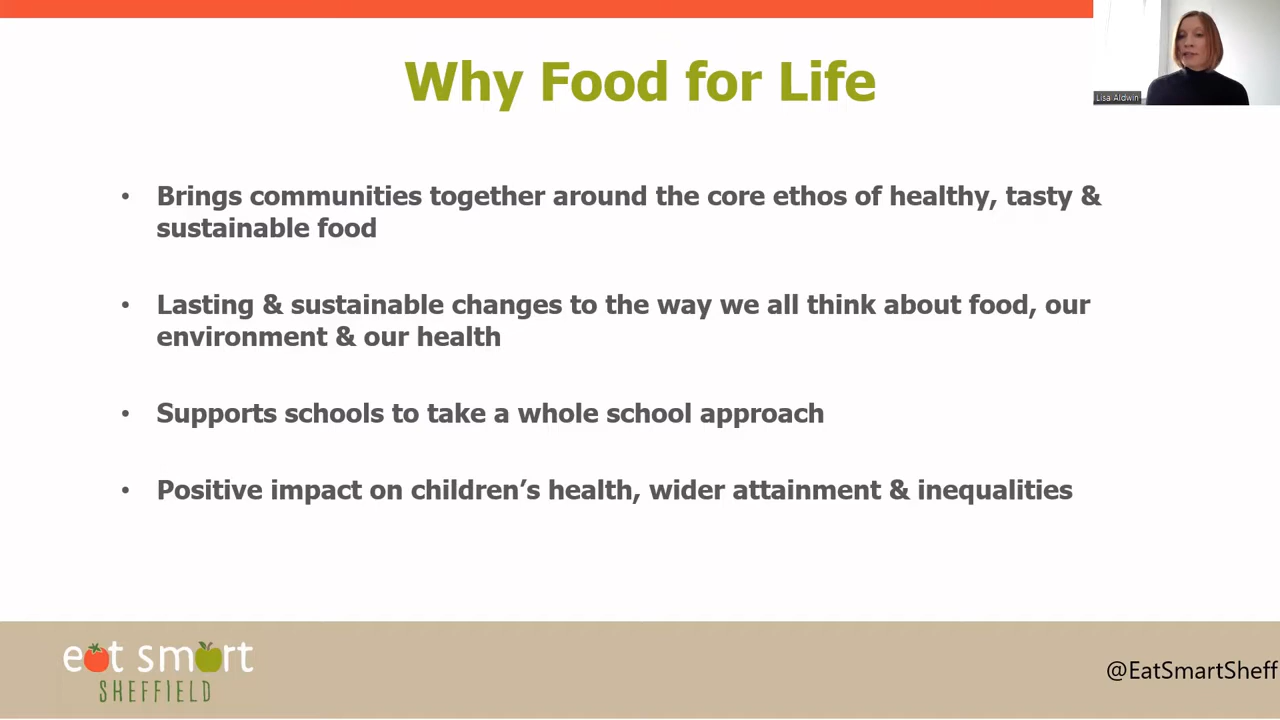 Why Food for Life
Lisa Aldwin
• Brings communities together around the core ethos of healthy, tasty &
sustainable food
• Lasting & sustainable changes to the way we all think about food, our
environment & our health
• Supports schools to take a whole school approach
• Positive impact on children’s health, wider attainment & inequalities
eat smart
SHEFFIELD
@EatSmartSheff